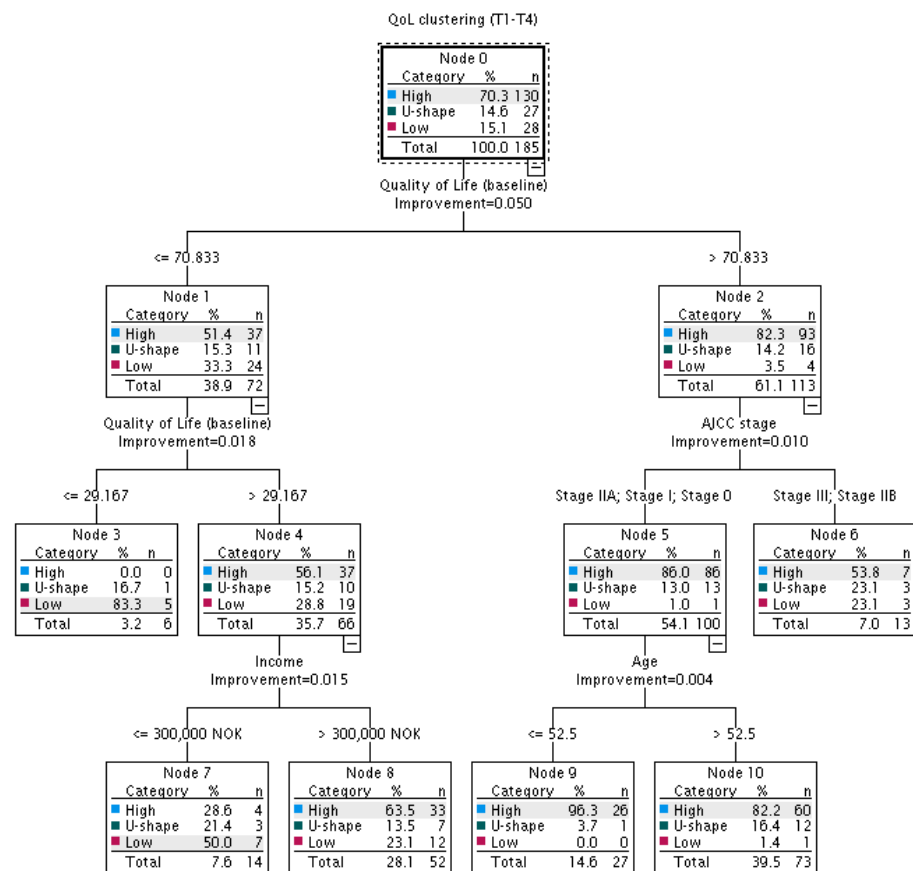 QoL clustering (T1-T4)
Node 0
Category % n
High 70.3 130
U-shape 14.6 27
Low 15.1 28
Total 100.0 185
Quality of Life (baseline)
Improvement=0.050
<= 70.833
> 70.833
Node 1
Category % n
High 51.4 37
U-shape 15.3 11
Low 33.3 24
Total 38.9 72
Node 2
Category % n
High 82.3 93
U-shape 14.2 16
Low 3.5 4
Total 61.1 113
Quality of Life (baseline)
Improvement=0.018
AJCC stage
Improvement=0.010
<= 29.167
> 29.167
Stage IIA; Stage I; Stage 0
Stage III; Stage IIB
Node 3
Category % n
High 0.0 0
U-shape 16.7 1
Low 83.3 5
Total 3.2 6
Node 4
Category % n
High 56.1 37
U-shape 15.2 10
Low 28.8 19
Total 35.7 66
Node 5
Category % n
High 86.0 86
U-shape 13.0 13
Low 1.0 1
Total 54.1 100
Node 6
Category % n
High 53.8 7
U-shape 23.1 3
Low 23.1 3
Total 7.0 13
Income
Improvement=0.015
Age
Improvement=0.004
<= 300,000 NOK
> 300,000 NOK
<= 52.5
> 52.5
Node 7
Category % n
High 28.6 4
U-shape 21.4 3
Low 50.0 7
Total 7.6 14
Node 8
Category % n
High 63.5 33
U-shape 13.5 7
Low 23.1 12
Total 28.1 52
Node 9
Category % n
High 96.3 26
U-shape 3.7 1
Low 0.0 0
Total 14.6 27
Node 10
Category % n
High 82.2 60
U-shape 16.4 12
Low 1.4 1
Total 39.5 73